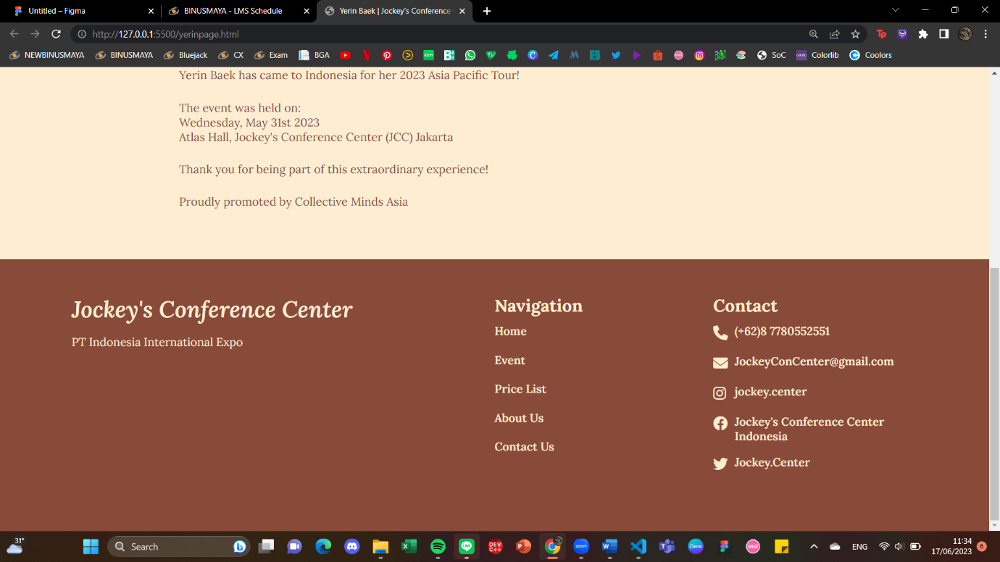 Untitled – Figma
BINUSMAYA - LMS Schedule
Yerin Baek | Jockey's Conference
http://127.0.0.1:5500/yerinpage.html
NEWBINUSMAYA
BINUSMAYA
Bluejack
CX
Exam
BGA
SoC
Colorlib
Coolors
Yerin Baek has came to Indonesia for her 2023 Asia Pacific Tour!
The event was held on:
Wednesday, May 31st 2023
Atlas Hall, Jockey's Conference Center (JCC) Jakarta
Thank you for being part of this extraordinary experience!
Proudly promoted by Collective Minds Asia
Jockey's Conference Center
PT Indonesia International Expo
Navigation
Home
Event
Price List
About Us
Contact Us
Contact
(+62)8 7780552551
JockeyConCenter@gmail.com
jockey.center
Jockey's Conference Center
Indonesia
Jockey.Center
31°
Search
ENG
11:34
17/06/2023
6